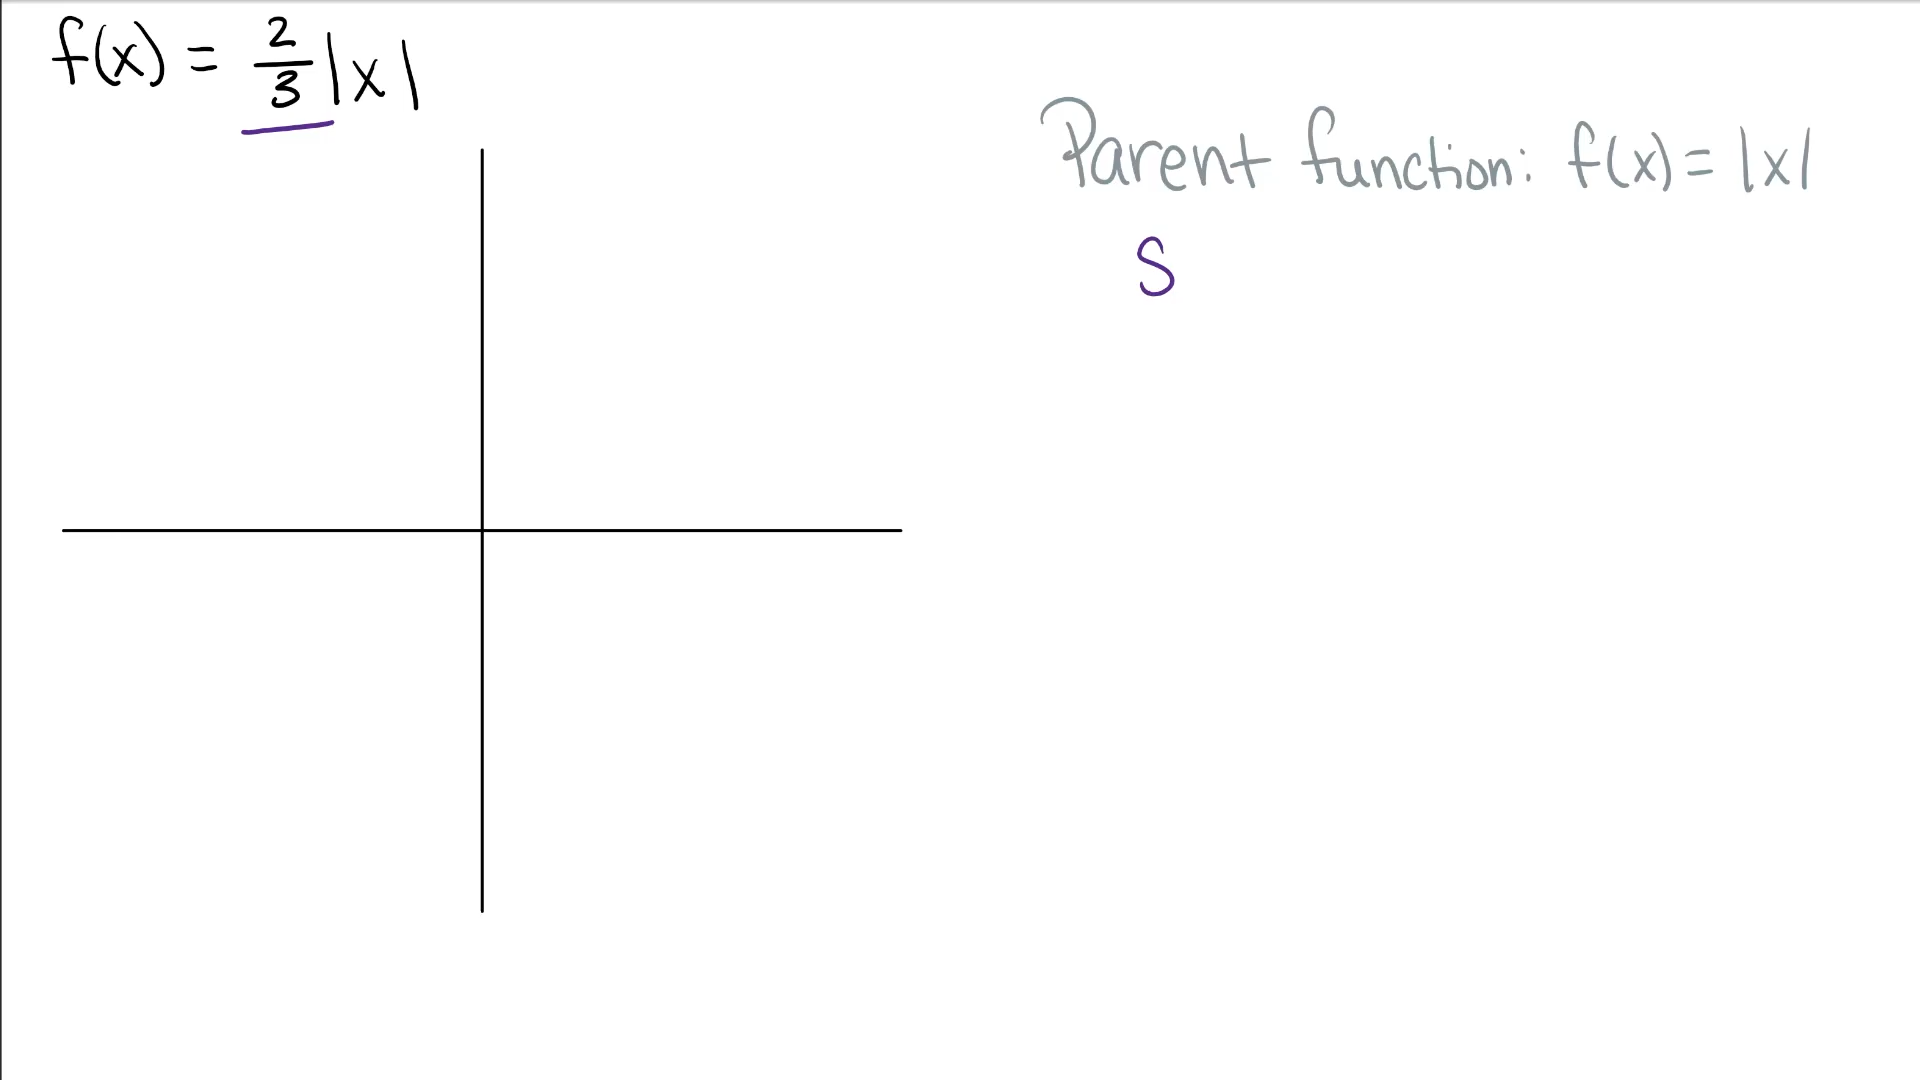 f(x) = 2/3 |x|
Parent function: f(x) = |x|
S